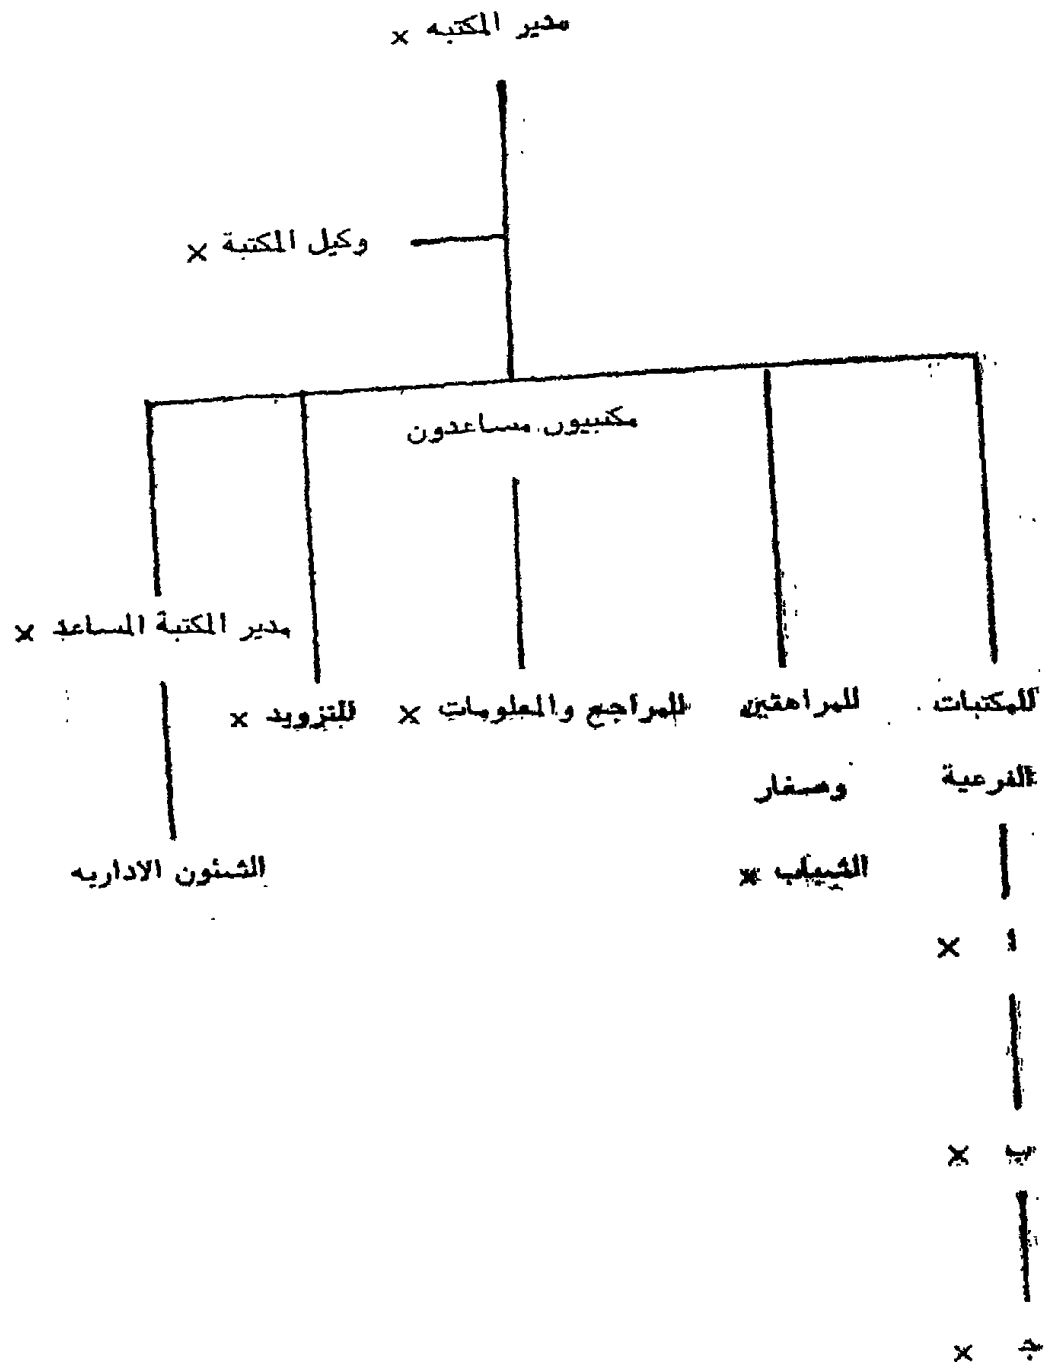 مدير المكتبه ×
وكيل المكتبة ×
مكتبيون مساعدون
مدير المكتبة المساعد ×
للمكتبات
الفرعية
للمراهقين
وصغار
الشباب ×
للمراجع والمعلومات ×
للتزويد ×
الشئون الاداريه
أ ×
ب ×
ج ×